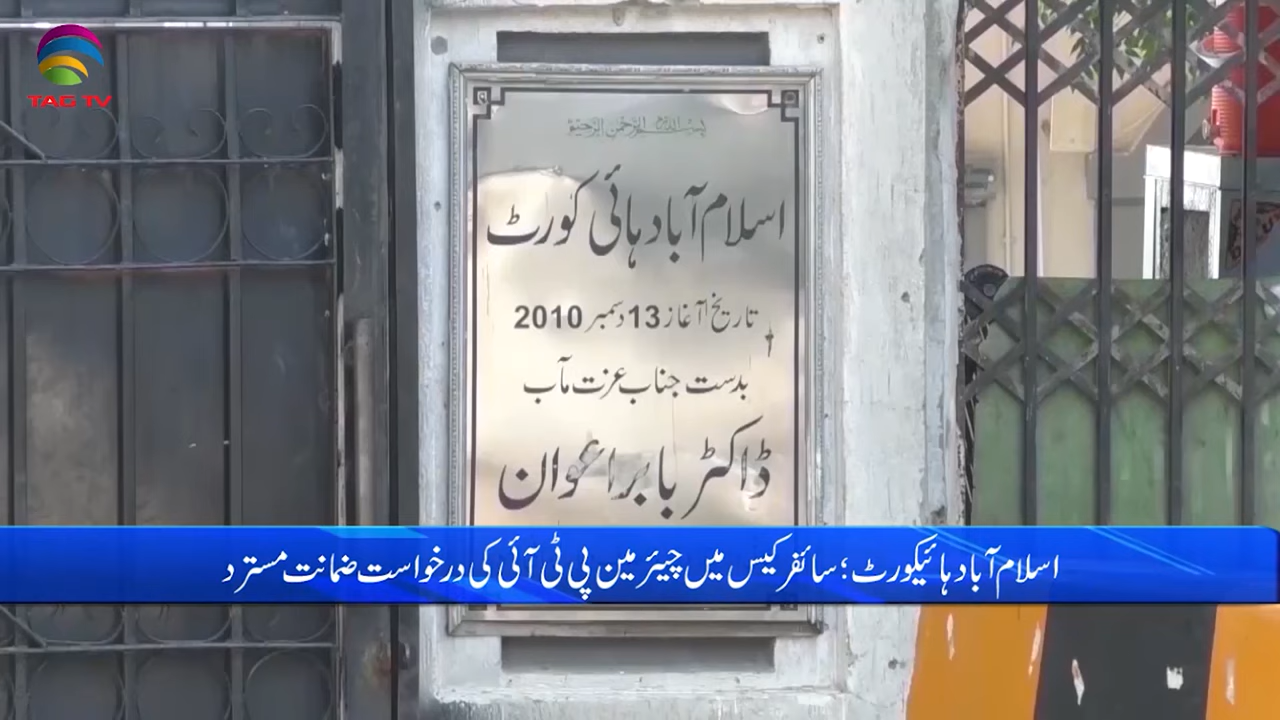 TAG TV
بسم اللہ الرحمن الرحیم
اسلام آباد ہائی کورٹ
تاریخ آغاز 13 دسمبر 2010
بدست جناب عزت مآب
ڈاکٹر بابر اعوان
اسلام آباد ہائیکورٹ؛ سائفر کیس میں چیئرمین پی ٹی آئی کی درخواست ضمانت مسترد